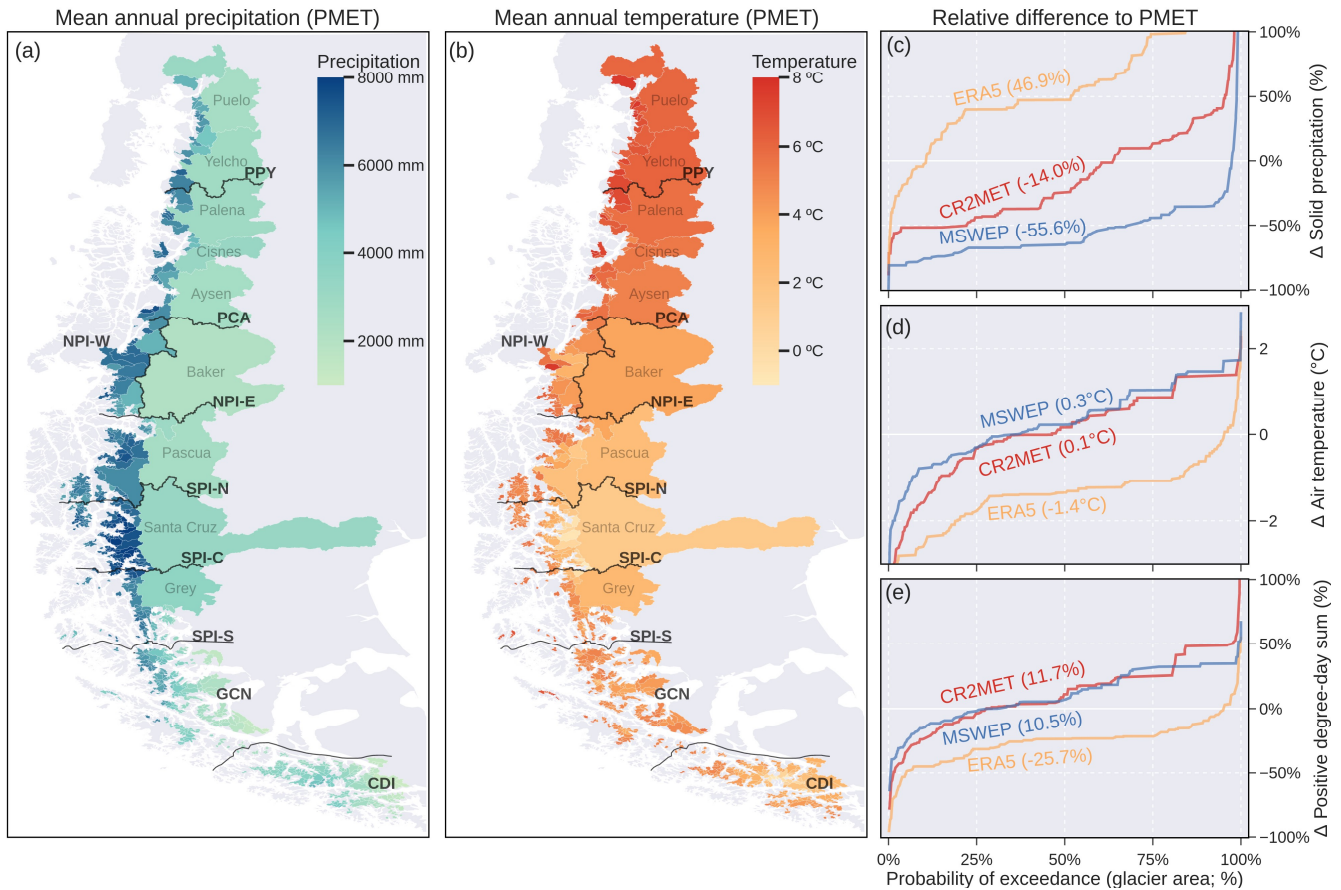 Mean annual precipitation (PMET)
(a)
Precipitation
8000 mm
6000 mm
4000 mm
2000 mm
Puelo
Yelcho
PPY
Palena
Cisnes
Aysen
PCA
NPI-W
Baker
NPI-E
Pascua
SPI-N
Santa Cruz
SPI-C
Grey
SPI-S
GCN
CDI
Mean annual temperature (PMET)
(b)
Temperature
8 ºC
6 ºC
4 ºC
2 ºC
0 ºC
Puelo
Yelcho
PPY
Palena
Cisnes
Aysen
PCA
NPI-W
Baker
NPI-E
Pascua
SPI-N
Santa Cruz
SPI-C
Grey
SPI-S
GCN
CDI
Relative difference to PMET
(c)
ERA5 (46.9%)
CR2MET (-14.0%)
MSWEP (-55.6%)
100%
50%
0%
−50%
−100%
Δ Solid precpitation (%)
(d)
MSWEP (0.3°C)
CR2MET (0.1°C)
ERA5 (-1.4°C)
2
0
−2
Δ Air temperature (°C)
(e)
CR2MET (11.7%)
MSWEP (10.5%)
ERA5 (-25.7%)
100%
50%
0%
−50%
−100%
Δ Positive degree-day sum (%)
0%
25%
50%
75%
100%
Probability of exceedance (glacier area; %)